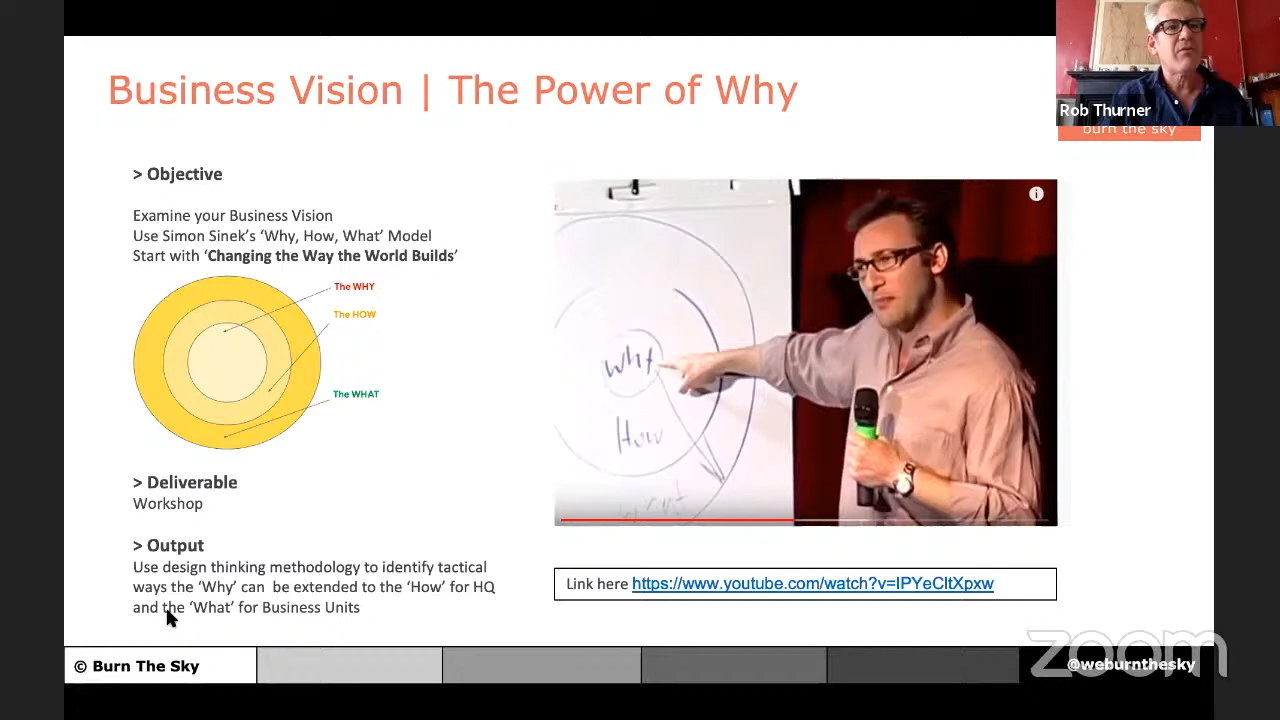 Business Vision | The Power of Why
Rob Thurner
burn the sky
> Objective
Examine your Business Vision
Use Simon Sinek's 'Why, How, What' Model
Start with 'Changing the Way the World Builds'
The WHY
The HOW
The WHAT
> Deliverable
Workshop
> Output
Use design thinking methodology to identify tactical
ways the 'Why' can be extended to the 'How' for HQ
and the 'What' for Business Units
Why
How
What
Link here https://www.youtube.com/watch?v=IPYeCltXpxw
© Burn The Sky
zoom
@weburnthesky